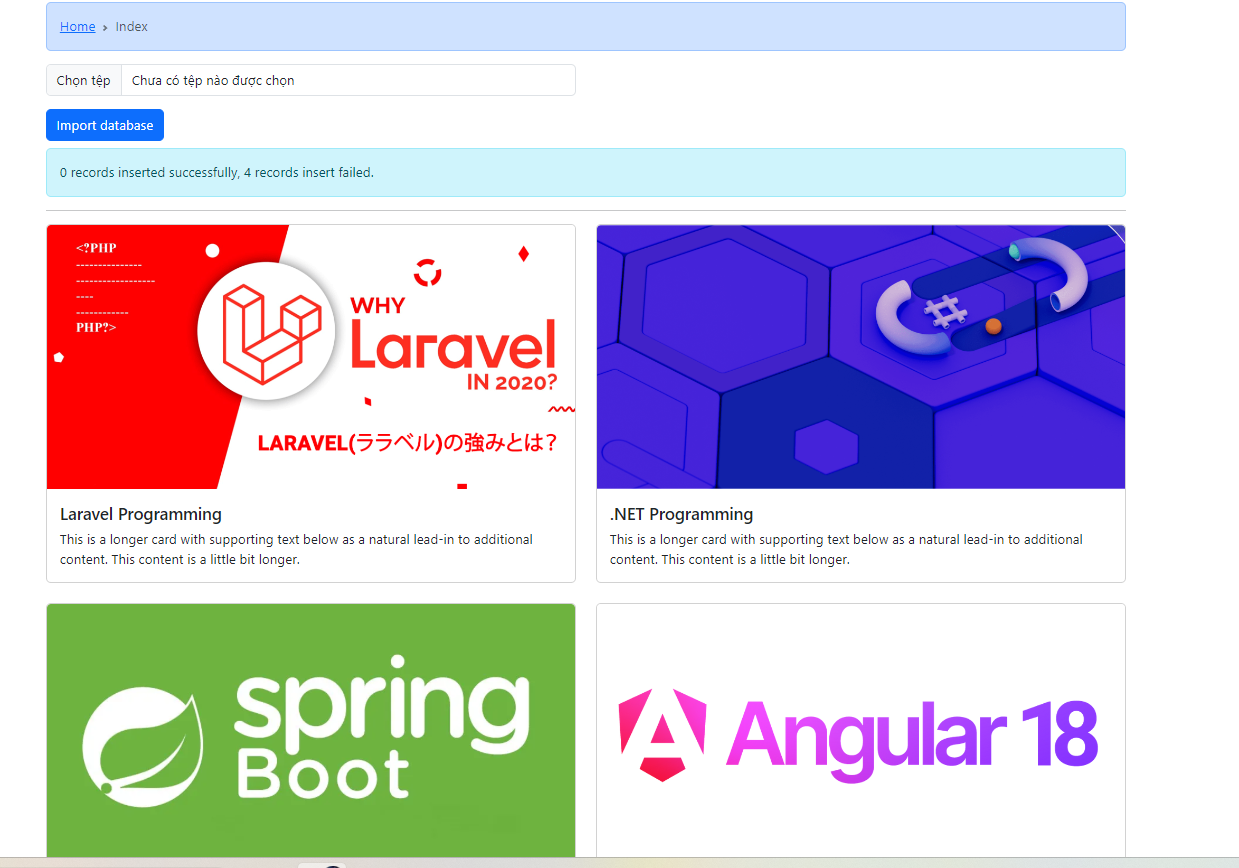 Home › Index
Chọn tệp Chưa có tệp nào được chọn
Import database
0 records inserted successfully, 4 records insert failed.
<?PHP
---------------
------------------
----
------------
PHP?>
WHY
Laravel
IN 2020?
LARAVEL(ララベル)の強みとは?
Laravel Programming
This is a longer card with supporting text below as a natural lead-in to additional
content. This content is a little bit longer.
.NET Programming
This is a longer card with supporting text below as a natural lead-in to additional
content. This content is a little bit longer.
spring
Boot
Angular 18